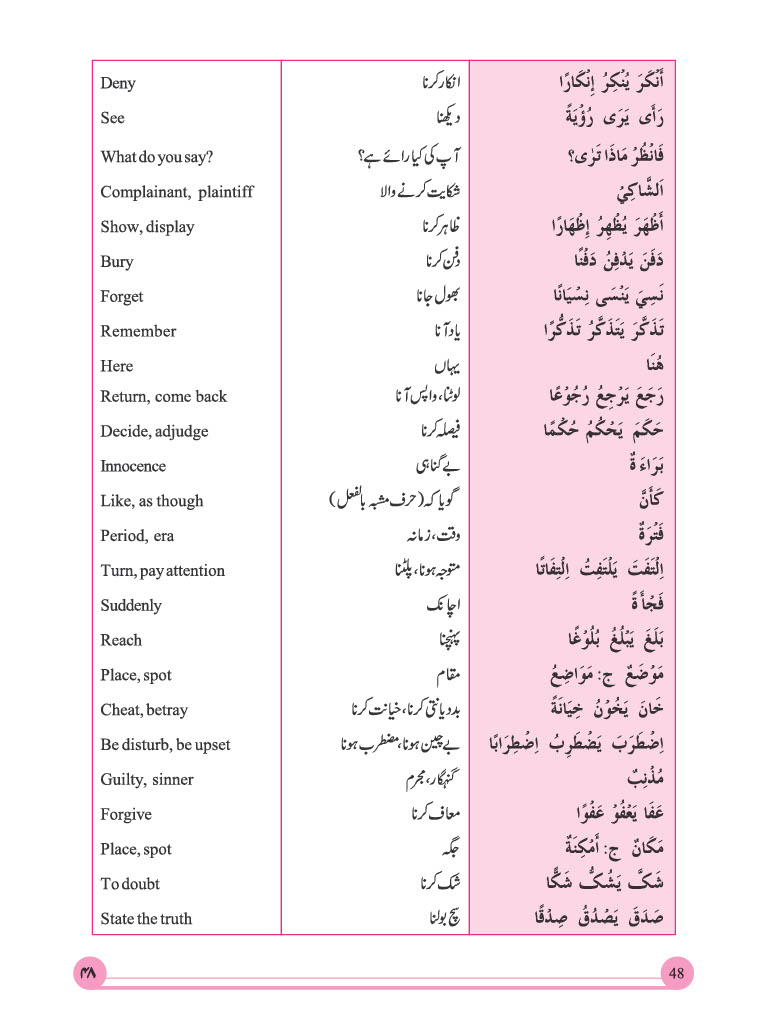 Deny انکار کرنا أَنْكَرَ يُنْكِرُ إِنْكَارًا
See دیکھنا رَأَى يَرَى رُؤْيَةً
What do you say? آپ کی کیا رائے ہے؟ فَانْظُرْ مَاذَا تَرٰى؟
Complainant, plaintiff شکایت کرنے والا اَلشَّاكِيْ
Show, display ظاہر کرنا أَظْهَرَ يُظْهِرُ إِظْهَارًا
Bury دفن کرنا دَفَنَ يَدْفِنُ دَفْنًا
Forget بھول جانا نَسِيَ يَنْسَى نِسْيَانًا
Remember یاد آنا تَذَكَّرَ يَتَذَكَّرُ تَذَكُّرًا
Here یہاں هُنَا
Return, come back لوٹنا، واپس آنا رَجَعَ يَرْجِعُ رُجُوْعًا
Decide, adjudge فیصلہ کرنا حَكَمَ يَحْكُمُ حُكْمًا
Innocence بے گناہی بَرَاءَةٌ
Like, as though گویا کہ (حرف مشبہ بالفعل) كَأَنَّ
Period, era وقت، زمانہ فَتْرَةٌ
Turn, pay attention متوجہ ہونا، پلٹنا اِلْتَفَتَ يَلْتَفِتُ اِلْتِفَاتًا
Suddenly اچانک فَجْأَةً
Reach پہنچنا بَلَغَ يَبْلُغُ بُلُوْغًا
Place, spot مقام مَوْضَعٌ ج: مَوَاضِعُ
Cheat, betray بددیانتی کرنا، خیانت کرنا خَانَ يَخُوْنُ خِيَانَةً
Be disturb, be upset بے چین ہونا، مضطرب ہونا اِضْطَرَبَ يَضْطَرِبُ اِضْطِرَابًا
Guilty, sinner گنہگار، مجرم مُذْنِبٌ
Forgive معاف کرنا عَفَا يَعْفُوْ عَفْوًا
Place, spot جگہ مَكَانٌ ج: أَمْكِنَةٌ
To doubt شک کرنا شَكَّ يَشُكُّ شَكًّا
State the truth سچ بولنا صَدَقَ يَصْدُقُ صِدْقًا
۴۸ 48